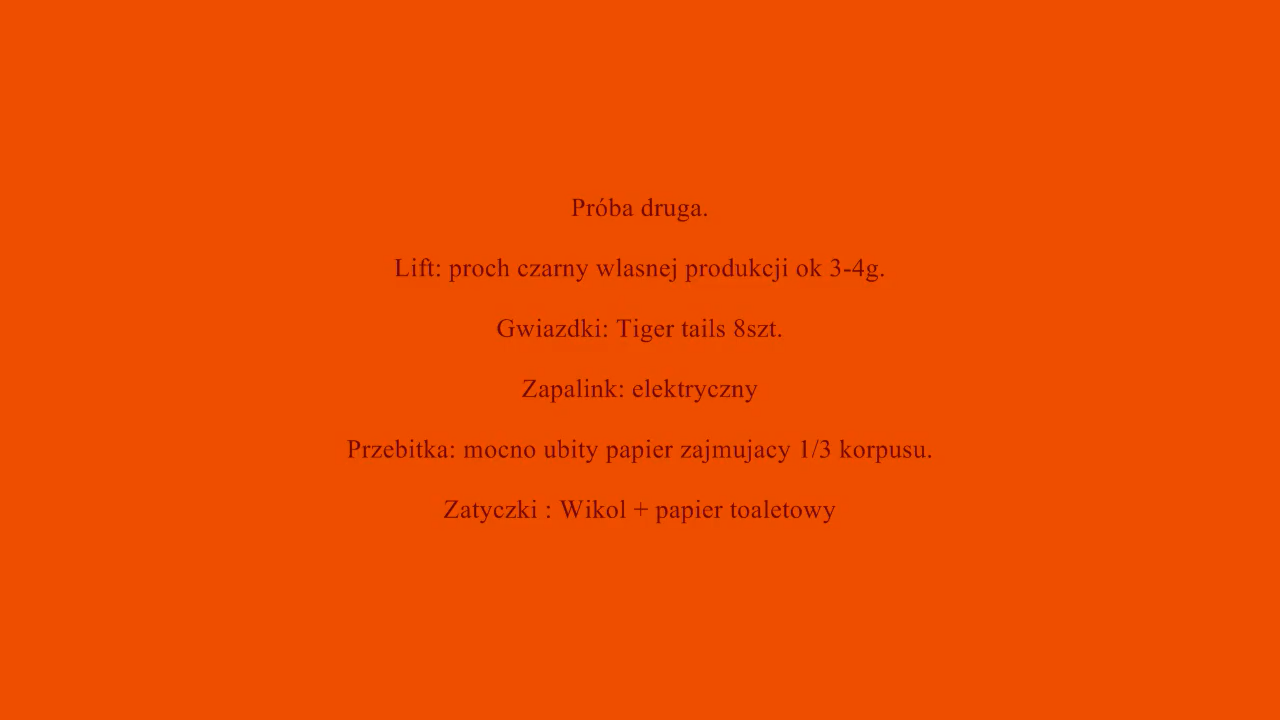 Próba druga.
Lift: proch czarny wlasnej produkcji ok 3-4g.
Gwiazdki: Tiger tails 8szt.
Zapalink: elektryczny
Przebitka: mocno ubity papier zajmujacy 1/3 korpusu.
Zatyczki : Wikol + papier toaletowy